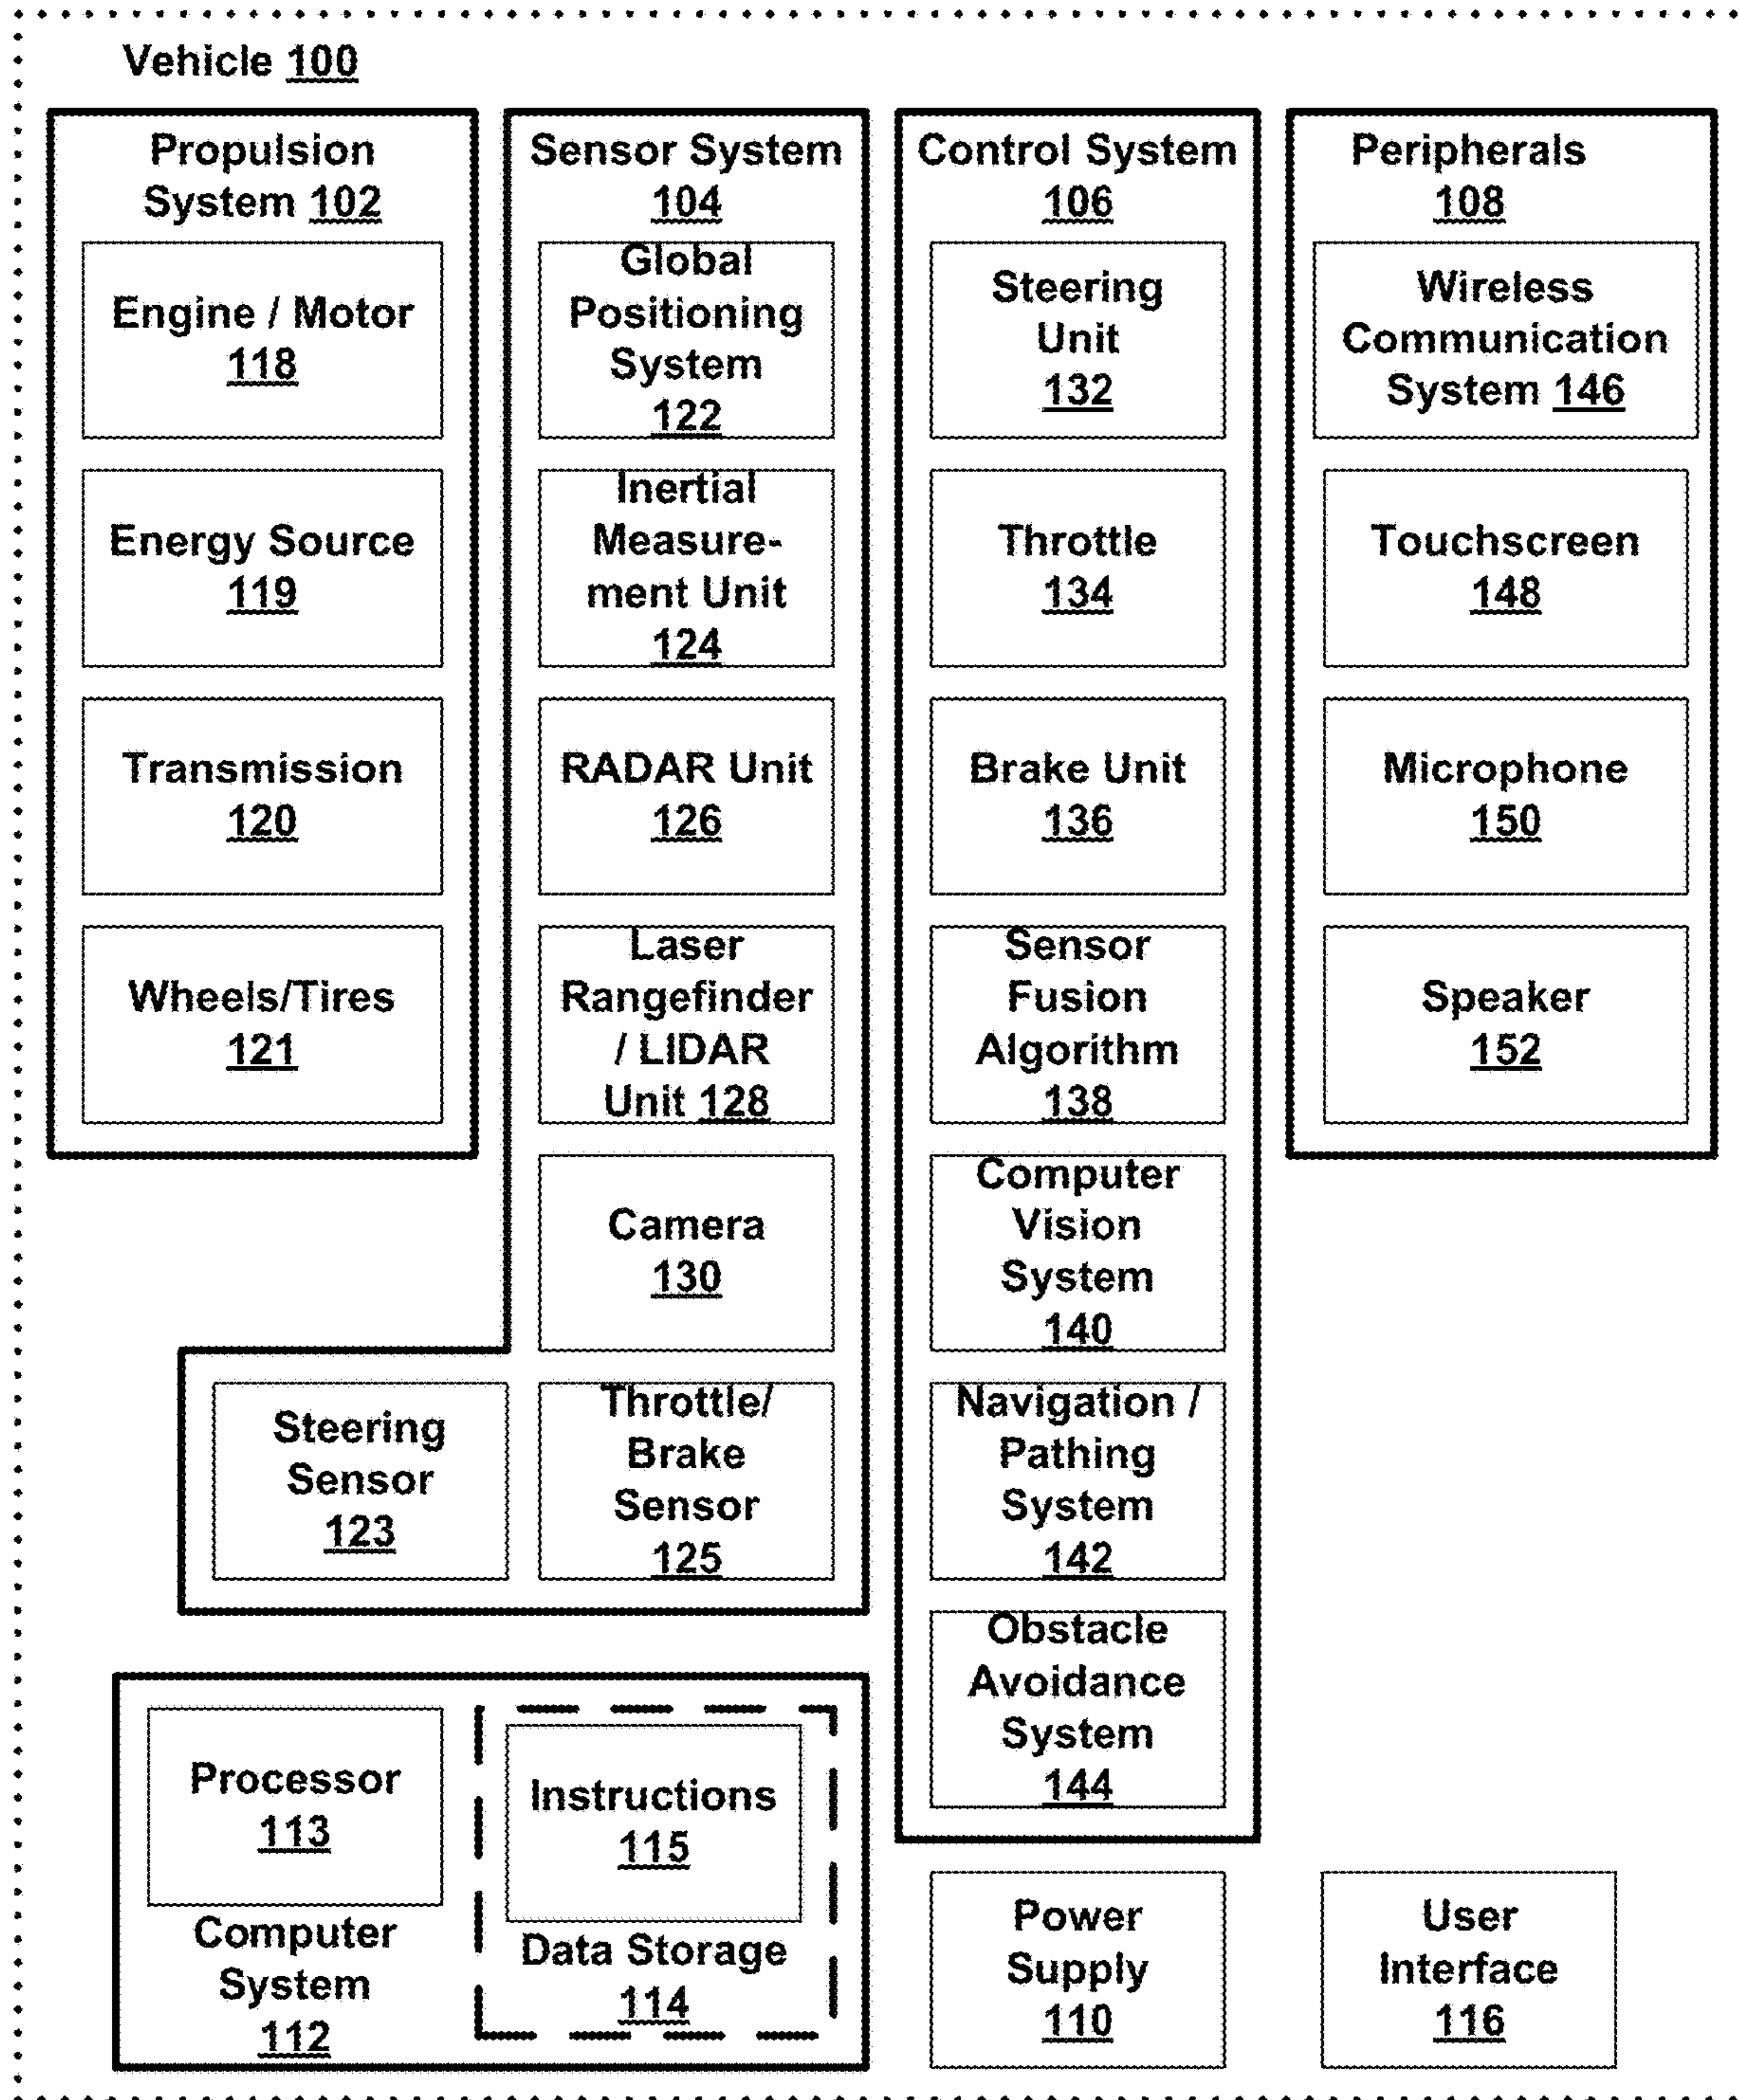 Vehicle 100
Propulsion
System 102
Engine / Motor
118
Energy Source
119
Transmission
120
Wheels/Tires
121
Sensor System
104
Global
Positioning
System
122
Inertial
Measure-
ment Unit
124
RADAR Unit
126
Laser
Rangefinder
/ LIDAR
Unit 128
Camera
130
Steering
Sensor
123
Throttle/
Brake
Sensor
125
Control System
106
Steering
Unit
132
Throttle
134
Brake Unit
136
Sensor
Fusion
Algorithm
138
Computer
Vision
System
140
Navigation /
Pathing
System
142
Obstacle
Avoidance
System
144
Peripherals
108
Wireless
Communication
System 146
Touchscreen
148
Microphone
150
Speaker
152
Processor
113
Computer
System
112
Instructions
115
Data Storage
114
Power
Supply
110
User
Interface
116